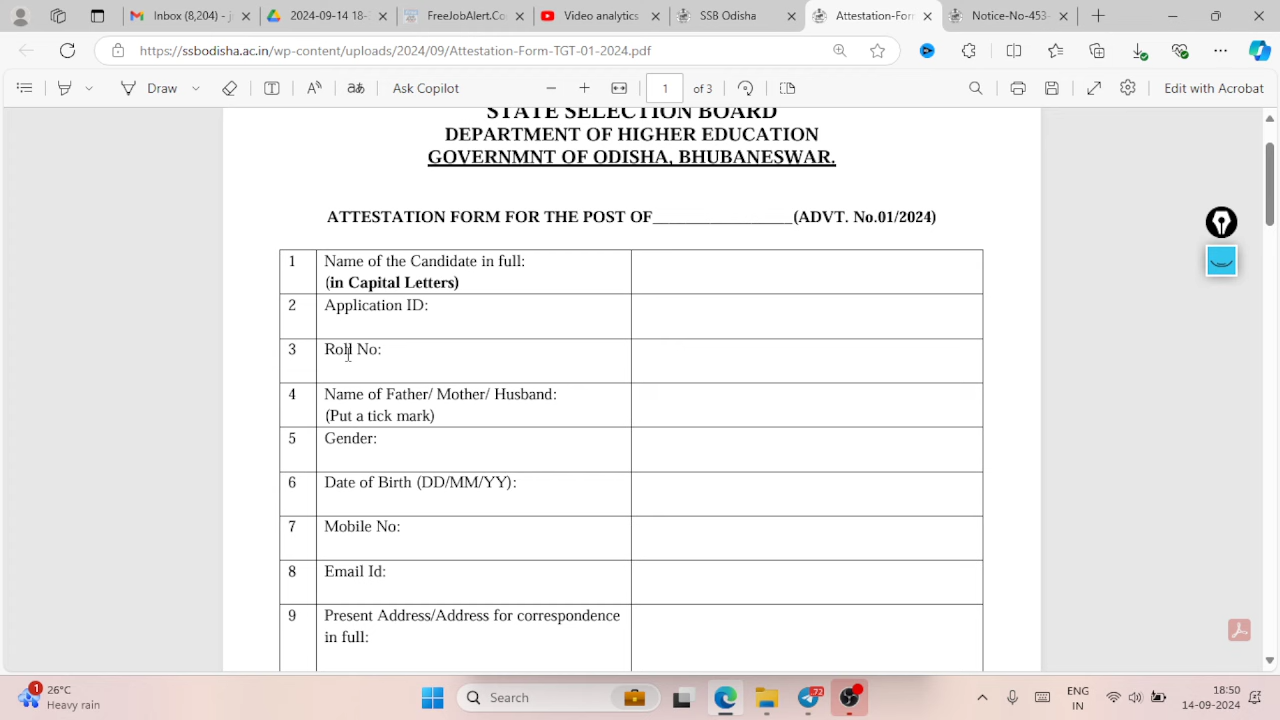 Inbox (8,204) - j
2024-09-14 18-
FreeJobAlert.Co
Video analytics
SSB Odisha
Attestation-For
Notice-No-453-
https://ssbodisha.ac.in/wp-content/uploads/2024/09/Attestation-Form-TGT-01-2024.pdf
Draw
Ask Copilot
1 of 3
Edit with Acrobat
STATE SELECTION BOARD
DEPARTMENT OF HIGHER EDUCATION
GOVERNMNT OF ODISHA, BHUBANESWAR.
ATTESTATION FORM FOR THE POST OF_________________(ADVT. No.01/2024)
1 Name of the Candidate in full:
(in Capital Letters)
2 Application ID:
3 Roll No:
4 Name of Father/ Mother/ Husband:
(Put a tick mark)
5 Gender:
6 Date of Birth (DD/MM/YY):
7 Mobile No:
8 Email Id:
9 Present Address/Address for correspondence
in full:
1
26°C
Heavy rain
Search
72
ENG
IN
18:50
14-09-2024